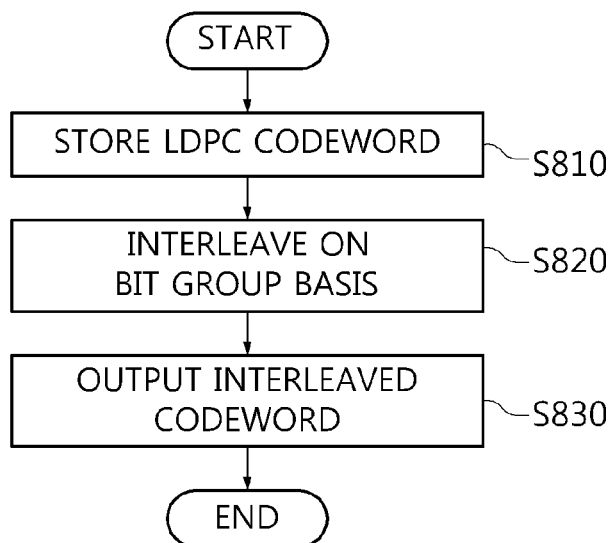 START
STORE LDPC CODEWORD
S810
INTERLEAVE ON
BIT GROUP BASIS
S820
OUTPUT INTERLEAVED
CODEWORD
S830
END